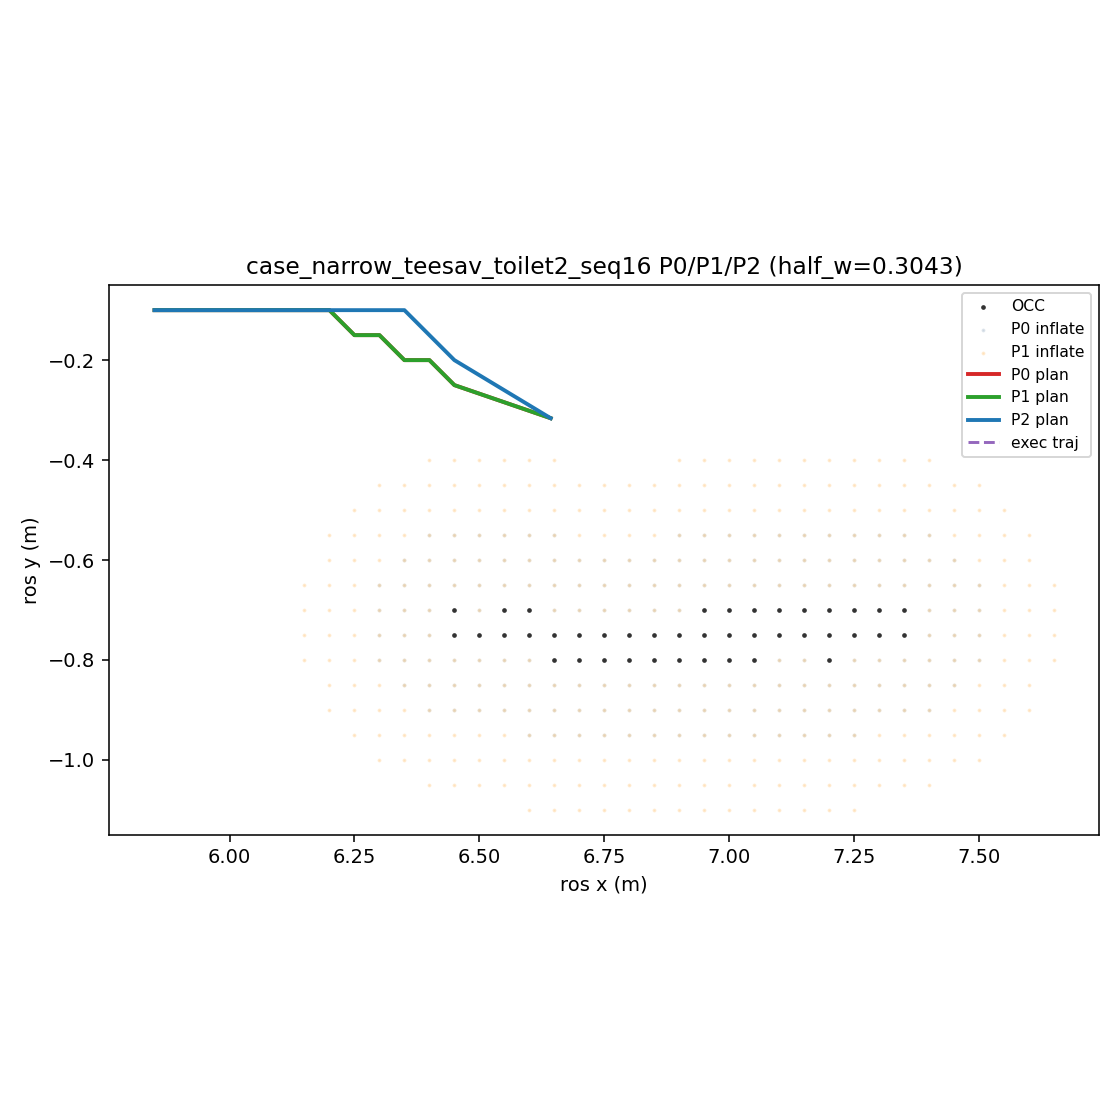 case_narrow_teesav_toilet2_seq16 P0/P1/P2 (half_w=0.3043)
OCC
P0 inflate
P1 inflate
P0 plan
P1 plan
P2 plan
exec traj
−0.2
−0.4
−0.6
−0.8
−1.0
ros y (m)
6.00 6.25 6.50 6.75 7.00 7.25 7.50
ros x (m)